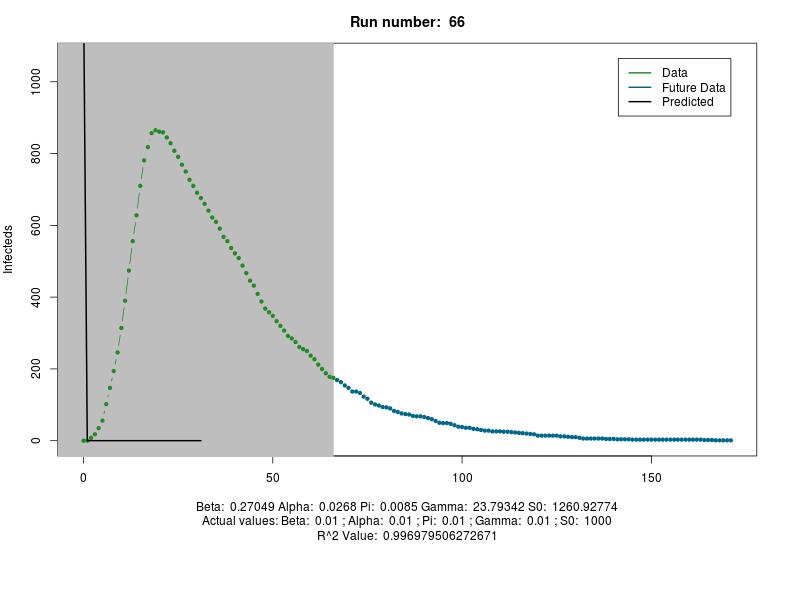 Run number: 66
Data
Future Data
Predicted
Infecteds
1000
800
600
400
200
0
0 50 100 150
Beta: 0.27049 Alpha: 0.0268 Pi: 0.0085 Gamma: 23.79342 S0: 1260.92774
Actual values: Beta: 0.01 ; Alpha: 0.01 ; Pi: 0.01 ; Gamma: 0.01 ; S0: 1000
R^2 Value: 0.996979506272671